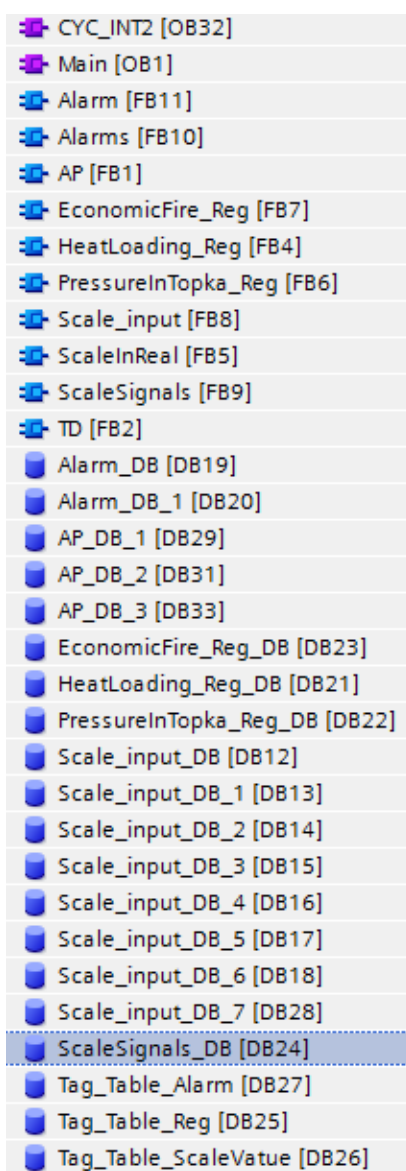 CYC_INT2 [OB32]
Main [OB1]
Alarm [FB11]
Alarms [FB10]
AP [FB1]
EconomicFire_Reg [FB7]
HeatLoading_Reg [FB4]
PressureInTopka_Reg [FB6]
Scale_input [FB8]
ScaleInReal [FB5]
ScaleSignals [FB9]
TD [FB2]
Alarm_DB [DB19]
Alarm_DB_1 [DB20]
AP_DB_1 [DB29]
AP_DB_2 [DB31]
AP_DB_3 [DB33]
EconomicFire_Reg_DB [DB23]
HeatLoading_Reg_DB [DB21]
PressureInTopka_Reg_DB [DB22]
Scale_input_DB [DB12]
Scale_input_DB_1 [DB13]
Scale_input_DB_2 [DB14]
Scale_input_DB_3 [DB15]
Scale_input_DB_4 [DB16]
Scale_input_DB_5 [DB17]
Scale_input_DB_6 [DB18]
Scale_input_DB_7 [DB28]
ScaleSignals_DB [DB24]
Tag_Table_Alarm [DB27]
Tag_Table_Reg [DB25]
Tag_Table_ScaleVatue [DB26]